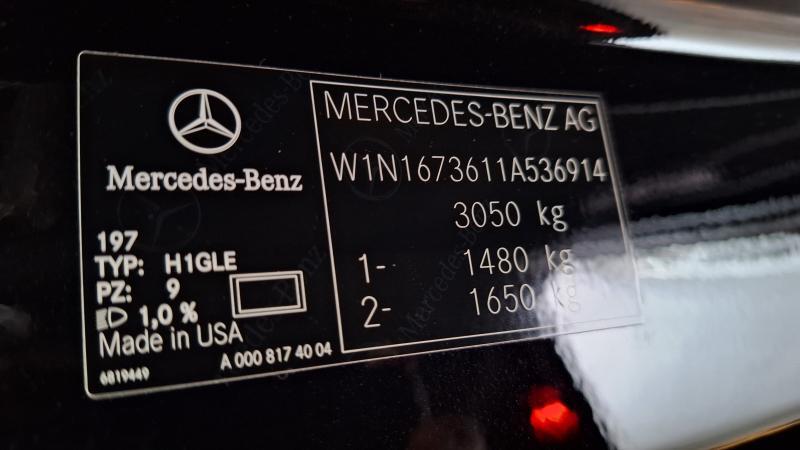 Mercedes-Benz
197
TYP: H1GLE
PZ: 9
1,0 %
Made in USA
6819449
A 000 817 40 04
MERCEDES-BENZ AG
W1N1673611A536914
3050 kg
1- 1480 kg
2- 1650 kg